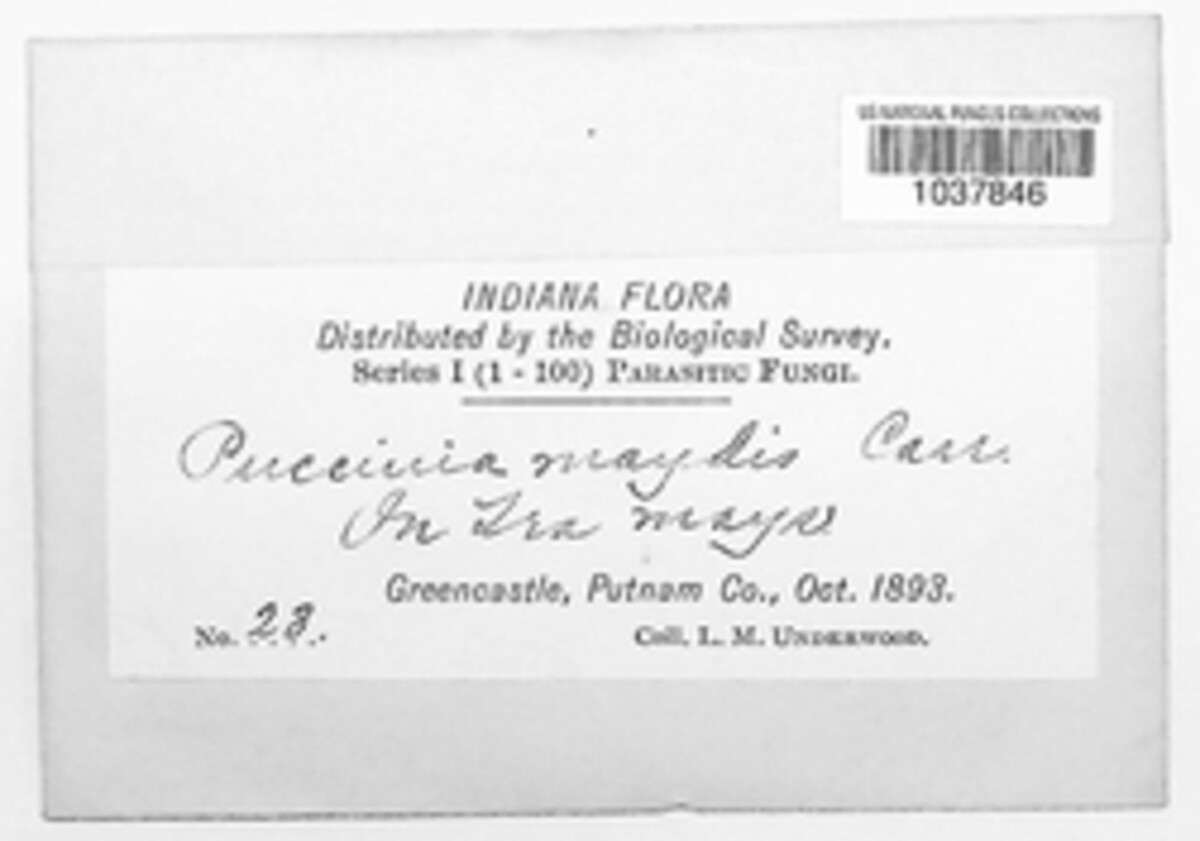 US NATIONAL FUNGUS COLLECTIONS
1037846
INDIANA FLORA
Distributed by the Biological Survey.
Series I (1 - 100) PARASITIC FUNGI.
Puccinia maydis Carr.
On Zea mays
Greencastle, Putnam Co., Oct. 1893.
No. 23.
Coll. L. M. UNDERWOOD.